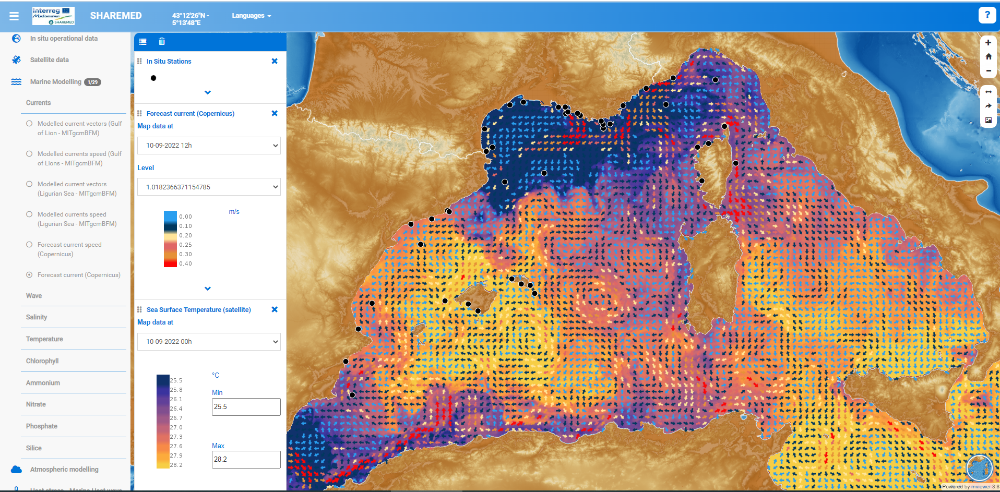 Interreg
Mediterranean
SHAREMED
SHAREMED
43°12'26"N -
5°13'48"E
Languages
?
In situ operational data
Satellite data
Marine Modelling 1/29
Currents
Modelled current vectors (Gulf
of Lion - MITgcmBFM)
Modelled currents speed (Gulf
of Lions - MITgcmBFM)
Modelled current vectors
(Ligurian Sea - MITgcmBFM)
Modelled currents speed
(Ligurian Sea - MITgcmBFM)
Forecast current speed
(Copernicus)
Forecast current (Copernicus)
Wave
Salinity
Temperature
Chlorophyll
Ammonium
Nitrate
Phosphate
Silice
Atmospheric modelling
Heat stress - Marine Heat wave
In Situ Stations
Forecast current (Copernicus)
Map data at
10-09-2022 12h
Level
1.0182366371154785
m/s
0.00
0.10
0.20
0.25
0.30
0.40
Sea Surface Temperature (satellite)
Map data at
10-09-2022 00h
25.5
25.8
26.1
26.4
26.7
27.0
27.3
27.6
27.9
28.2
°C
Min
25.5
Max
28.2
Powered by mviewer 3.8